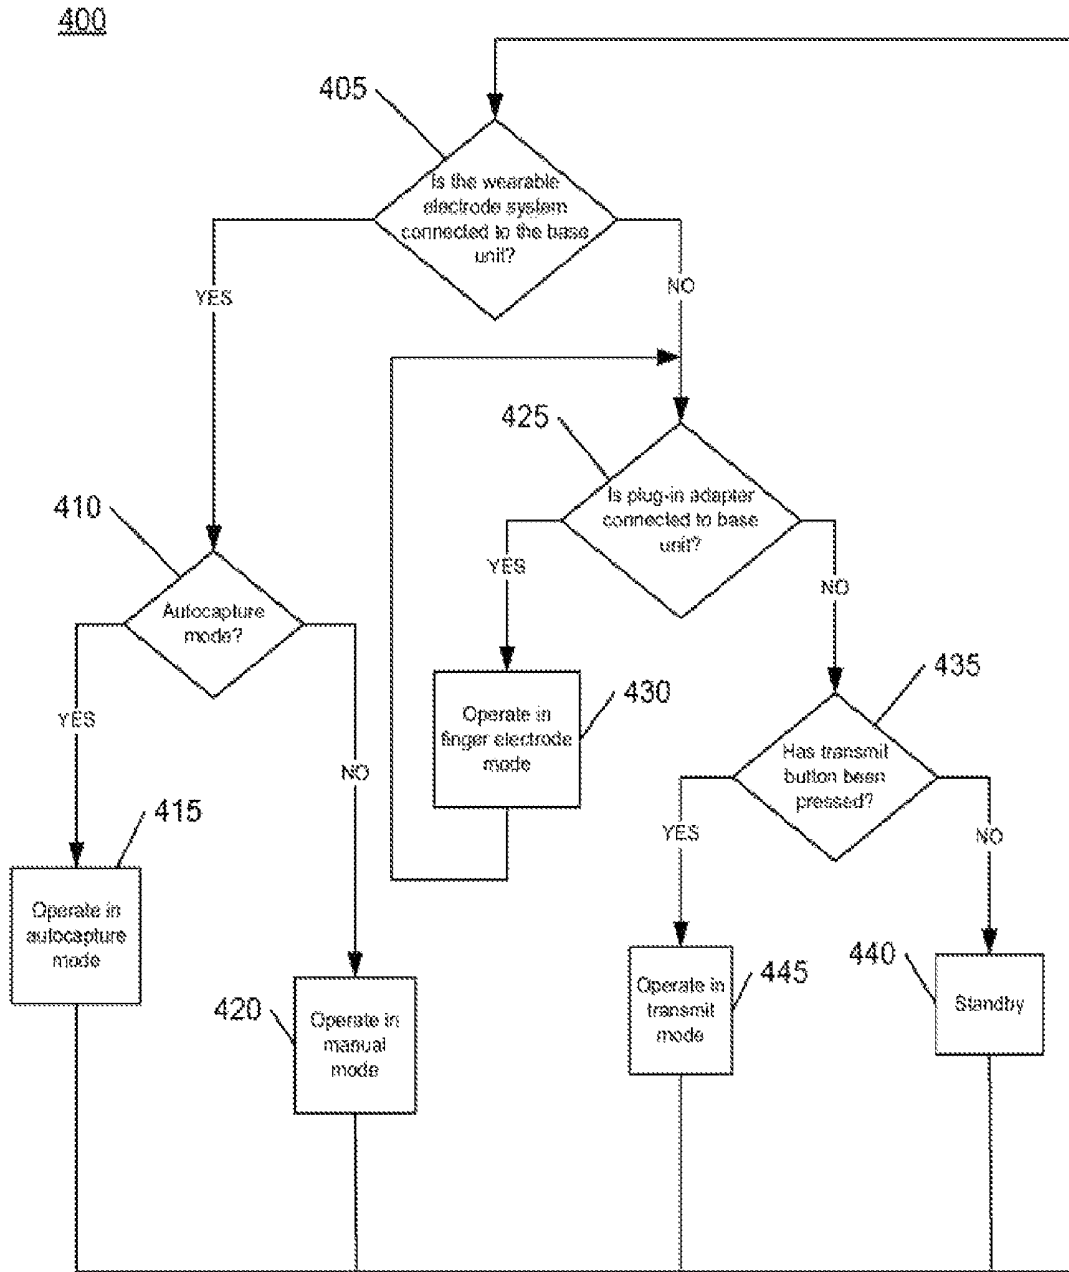 400
405
Is the wearable
electrode system
connected to the base
unit?
YES
NO
425
Is plug-in adapter
connected to base
unit?
410
Autocapture
mode?
YES
NO
435
430
Operate in
finger electrode
mode
Has transmit
button been
pressed?
YES
NO
415
Operate in
autocapture
mode
YES
NO
420
Operate in
manual
mode
445
Operate in
transmit
mode
440
Standby